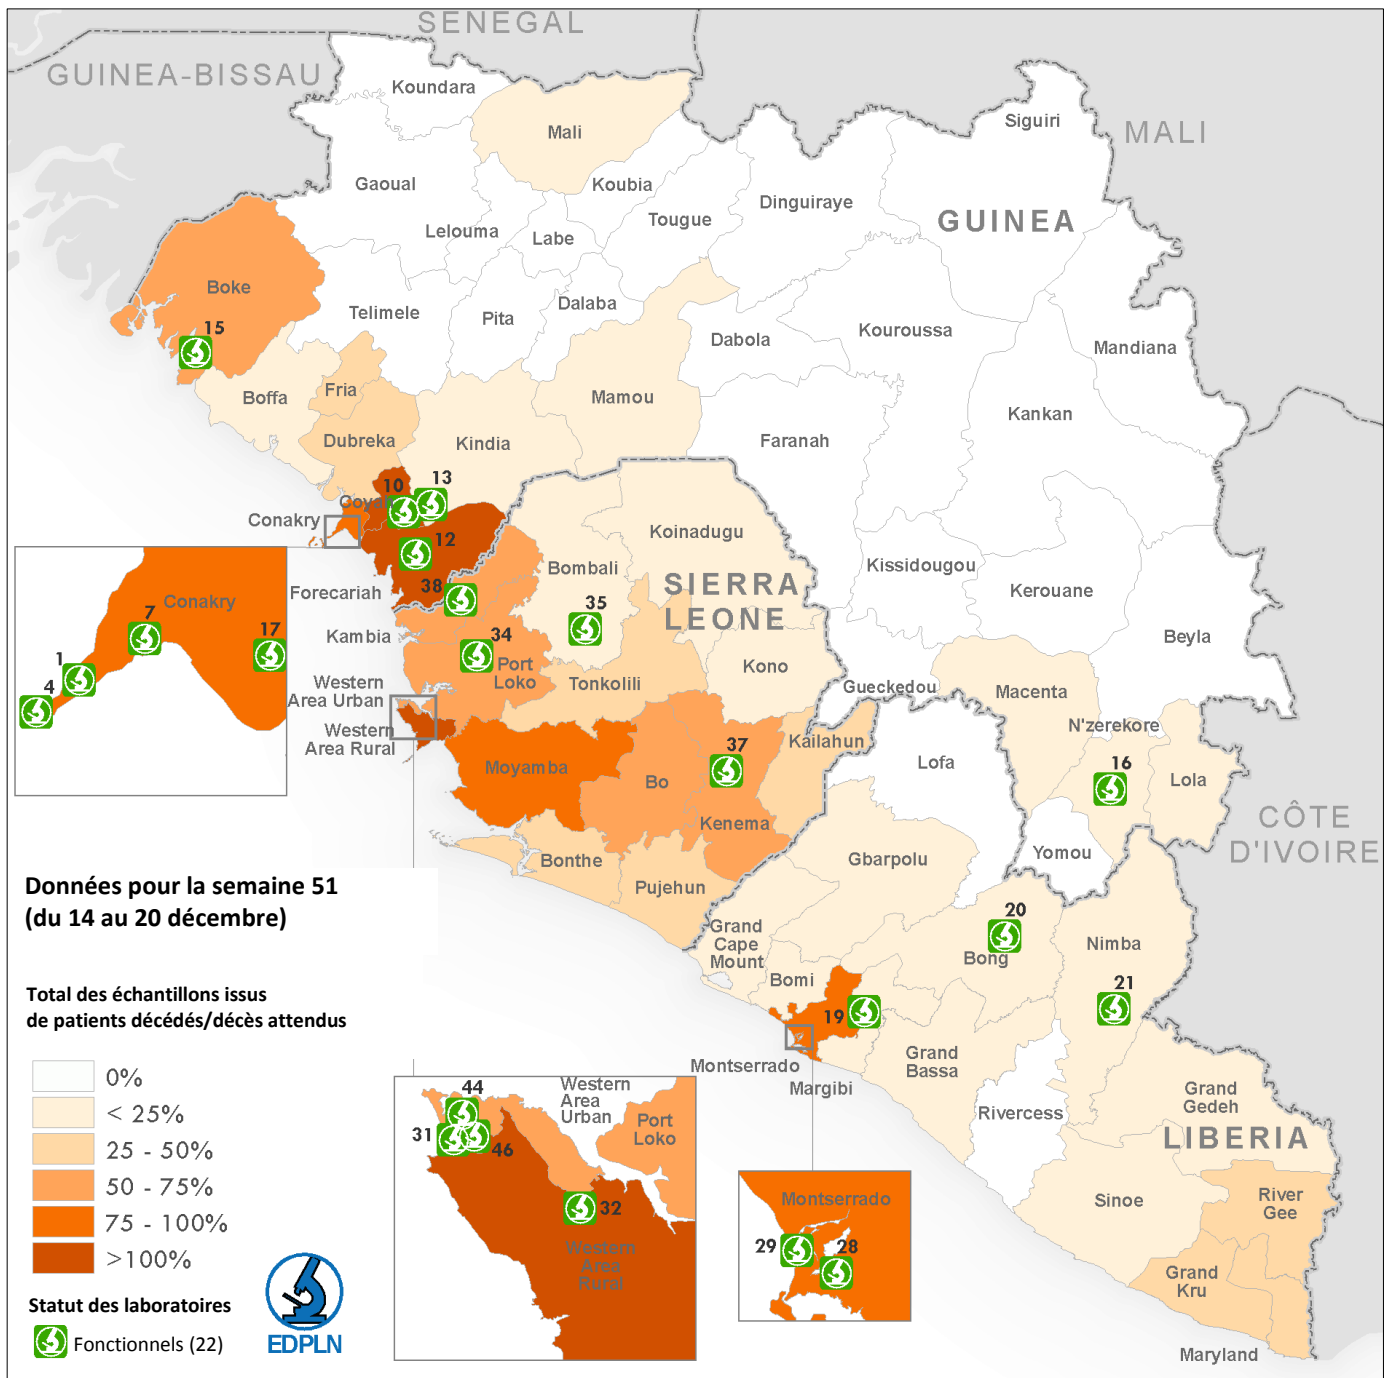 SENEGAL
GUINEA-BISSAU
Koundara
Mali
Siguiri
MALI
Gaoual
Koubia
Dinguiraye
Tougue
GUINEA
Lelouma
Labe
Boke
Telimele
Pita
Dalaba
Kouroussa
Dabola
Mandiana
15
Boffa
Fria
Mamou
Kankan
Dubreka
Kindia
Faranah
10
13
Conakry
Koinadugu
12
Bombali
Kissidougou
SIERRA
LEONE
Forecariah
38
35
Kerouane
Kambia
34
Port
Loko
Kono
Beyla
Western
Area Urban
Tonkolili
Gueckedou
Macenta
Western
Area Rural
N'zerekore
Kailahun
37
Lofa
16
Moyamba
Bo
Lola
Kenema
CÔTE
D'IVOIRE
Bonthe
Gbarpolu
Yomou
Pujehun
20
Grand
Cape
Mount
Bong
Nimba
Bomi
21
19
Montserrado
Margibi
Grand
Bassa
Rivercess
Grand
Gedeh
LIBERIA
Sinoe
River
Gee
Grand
Kru
Maryland
Conakry
7
17
1
4
Données pour la semaine 51
(du 14 au 20 décembre)
Total des échantillons issus
de patients décédés/décès attendus
0%
< 25%
25 - 50%
50 - 75%
75 - 100%
>100%
Statut des laboratoires
Fonctionnels (22)
EDPLN
44
Western
Area
Urban
Port
Loko
31
46
32
Western
Area
Rural
Montserrado
29
28